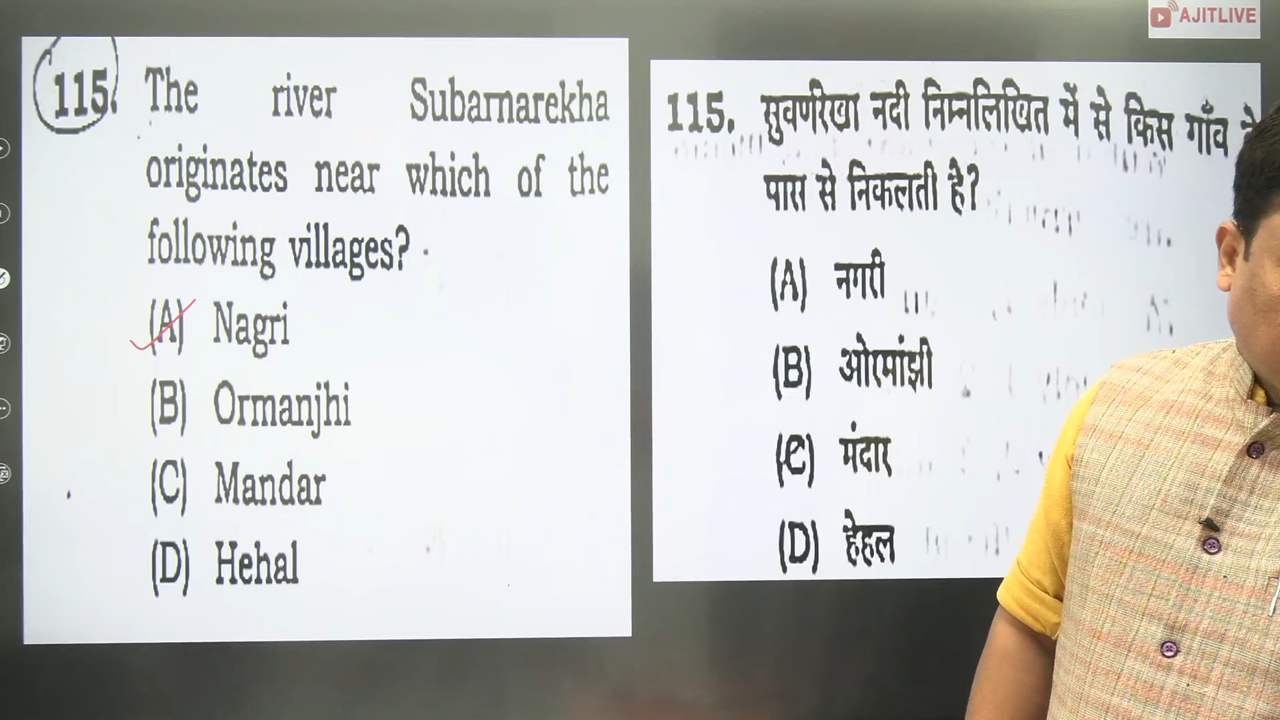 AJITLIVE
115. The river Subarnarekha
originates near which of the
following villages?
(A) Nagri
(B) Ormanjhi
(C) Mandar
(D) Hehal
115. सुवर्णरेखा नदी निम्नलिखित में से किस गाँव
पास से निकलती है?
(A) नगरी
(B) ओरमांझी
(C) मंदार
(D) हेहल